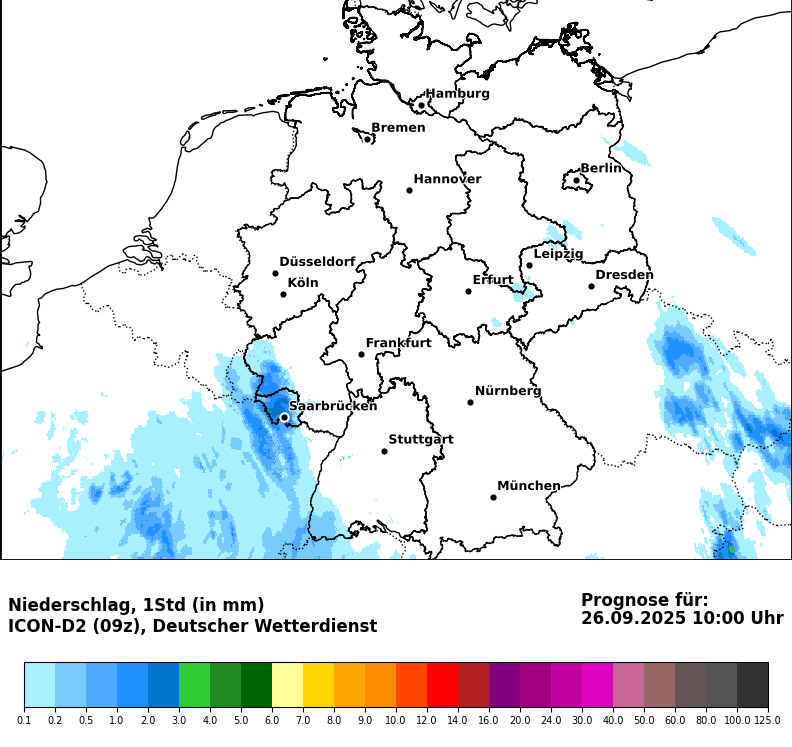 Hamburg
Bremen
Berlin
Hannover
Leipzig
Düsseldorf
Dresden
Köln
Erfurt
Frankfurt
Nürnberg
Saarbrücken
Stuttgart
München
Niederschlag, 1Std (in mm)
ICON-D2 (09z), Deutscher Wetterdienst
Prognose für:
26.09.2025 10:00 Uhr
0.1 0.2 0.5 1.0 2.0 3.0 4.0 5.0 6.0 7.0 8.0 9.0 10.0 12.0 14.0 16.0 20.0 24.0 30.0 40.0 50.0 60.0 80.0 100.0 125.0